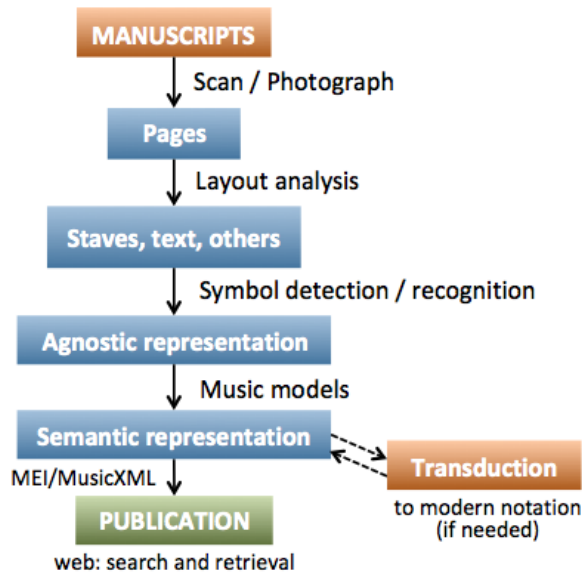 MANUSCRIPTS
Scan / Photograph
Pages
Layout analysis
Staves, text, others
Symbol detection / recognition
Agnostic representation
Music models
Semantic representation
MEI/MusicXML
Transduction
to modern notation
(if needed)
PUBLICATION
web: search and retrieval